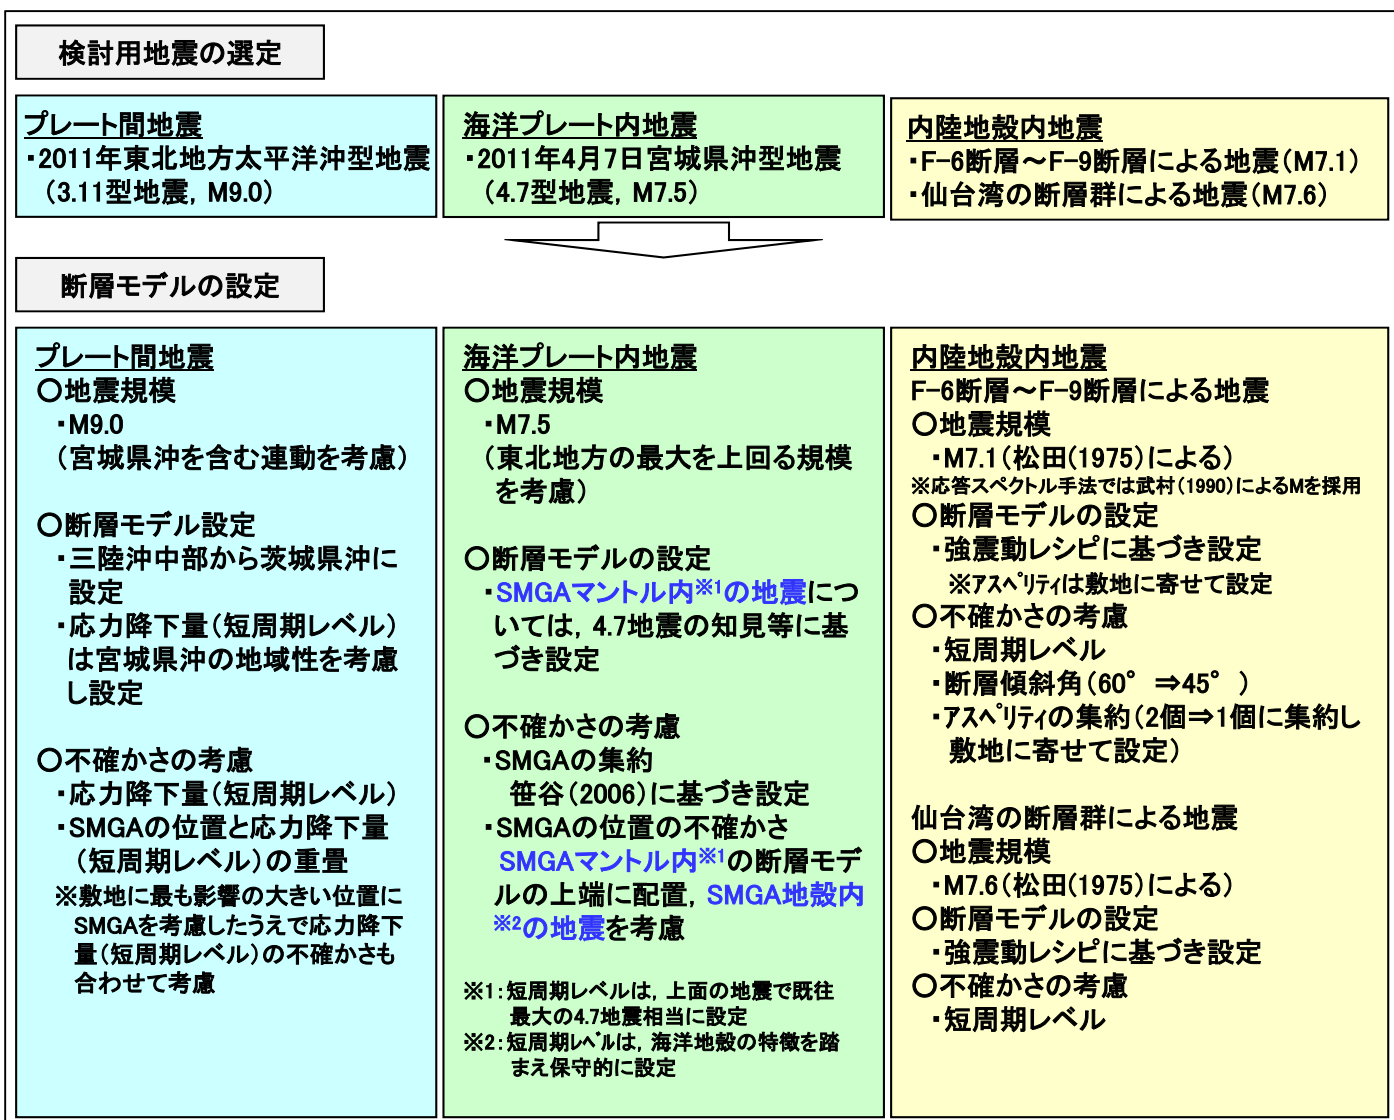 検討用地震の選定
プレート間地震
・2011年東北地方太平洋沖型地震
(3.11型地震, M9.0)
海洋プレート内地震
・2011年4月7日宮城県沖型地震
(4.7型地震, M7.5)
内陸地殻内地震
・F-6断層～F-9断層による地震(M7.1)
・仙台湾の断層群による地震(M7.6)
断層モデルの設定
プレート間地震
○地震規模
・M9.0
(宮城県沖を含む連動を考慮)
○断層モデル設定
・三陸沖中部から茨城県沖に
設定
・応力降下量(短周期レベル)
は宮城県沖の地域性を考慮
し設定
○不確かさの考慮
・応力降下量(短周期レベル)
・SMGAの位置と応力降下量
(短周期レベル)の重畳
※敷地に最も影響の大きい位置に
SMGAを考慮したうえで応力降下
量(短周期レベル)の不確かさも
合わせて考慮
海洋プレート内地震
○地震規模
・M7.5
(東北地方の最大を上回る規模
を考慮)
○断層モデルの設定
・SMGAマントル内※1の地震につ
いては, 4.7地震の知見等に基
づき設定
○不確かさの考慮
・SMGAの集約
笹谷(2006)に基づき設定
・SMGAの位置の不確かさ
SMGAマントル内※1の断層モデ
ルの上端に配置, SMGA地殻内
※2の地震を考慮
※1:短周期レベルは, 上面の地震で既往
最大の4.7地震相当に設定
※2:短周期ﾚﾍﾞﾙは, 海洋地殻の特徴を踏
まえ保守的に設定
内陸地殻内地震
F-6断層～F-9断層による地震
○地震規模
・M7.1(松田(1975)による)
※応答スペクトル手法では武村(1990)によるMを採用
○断層モデルの設定
・強震動レシピに基づき設定
※ｱｽﾍﾟﾘﾃｨは敷地に寄せて設定
○不確かさの考慮
・短周期レベル
・断層傾斜角(60° ⇒45° )
・ｱｽﾍﾟﾘﾃｨの集約(2個⇒1個に集約し
敷地に寄せて設定)
仙台湾の断層群による地震
○地震規模
・M7.6(松田(1975)による)
○断層モデルの設定
・強震動レシピに基づき設定
○不確かさの考慮
・短周期レベル